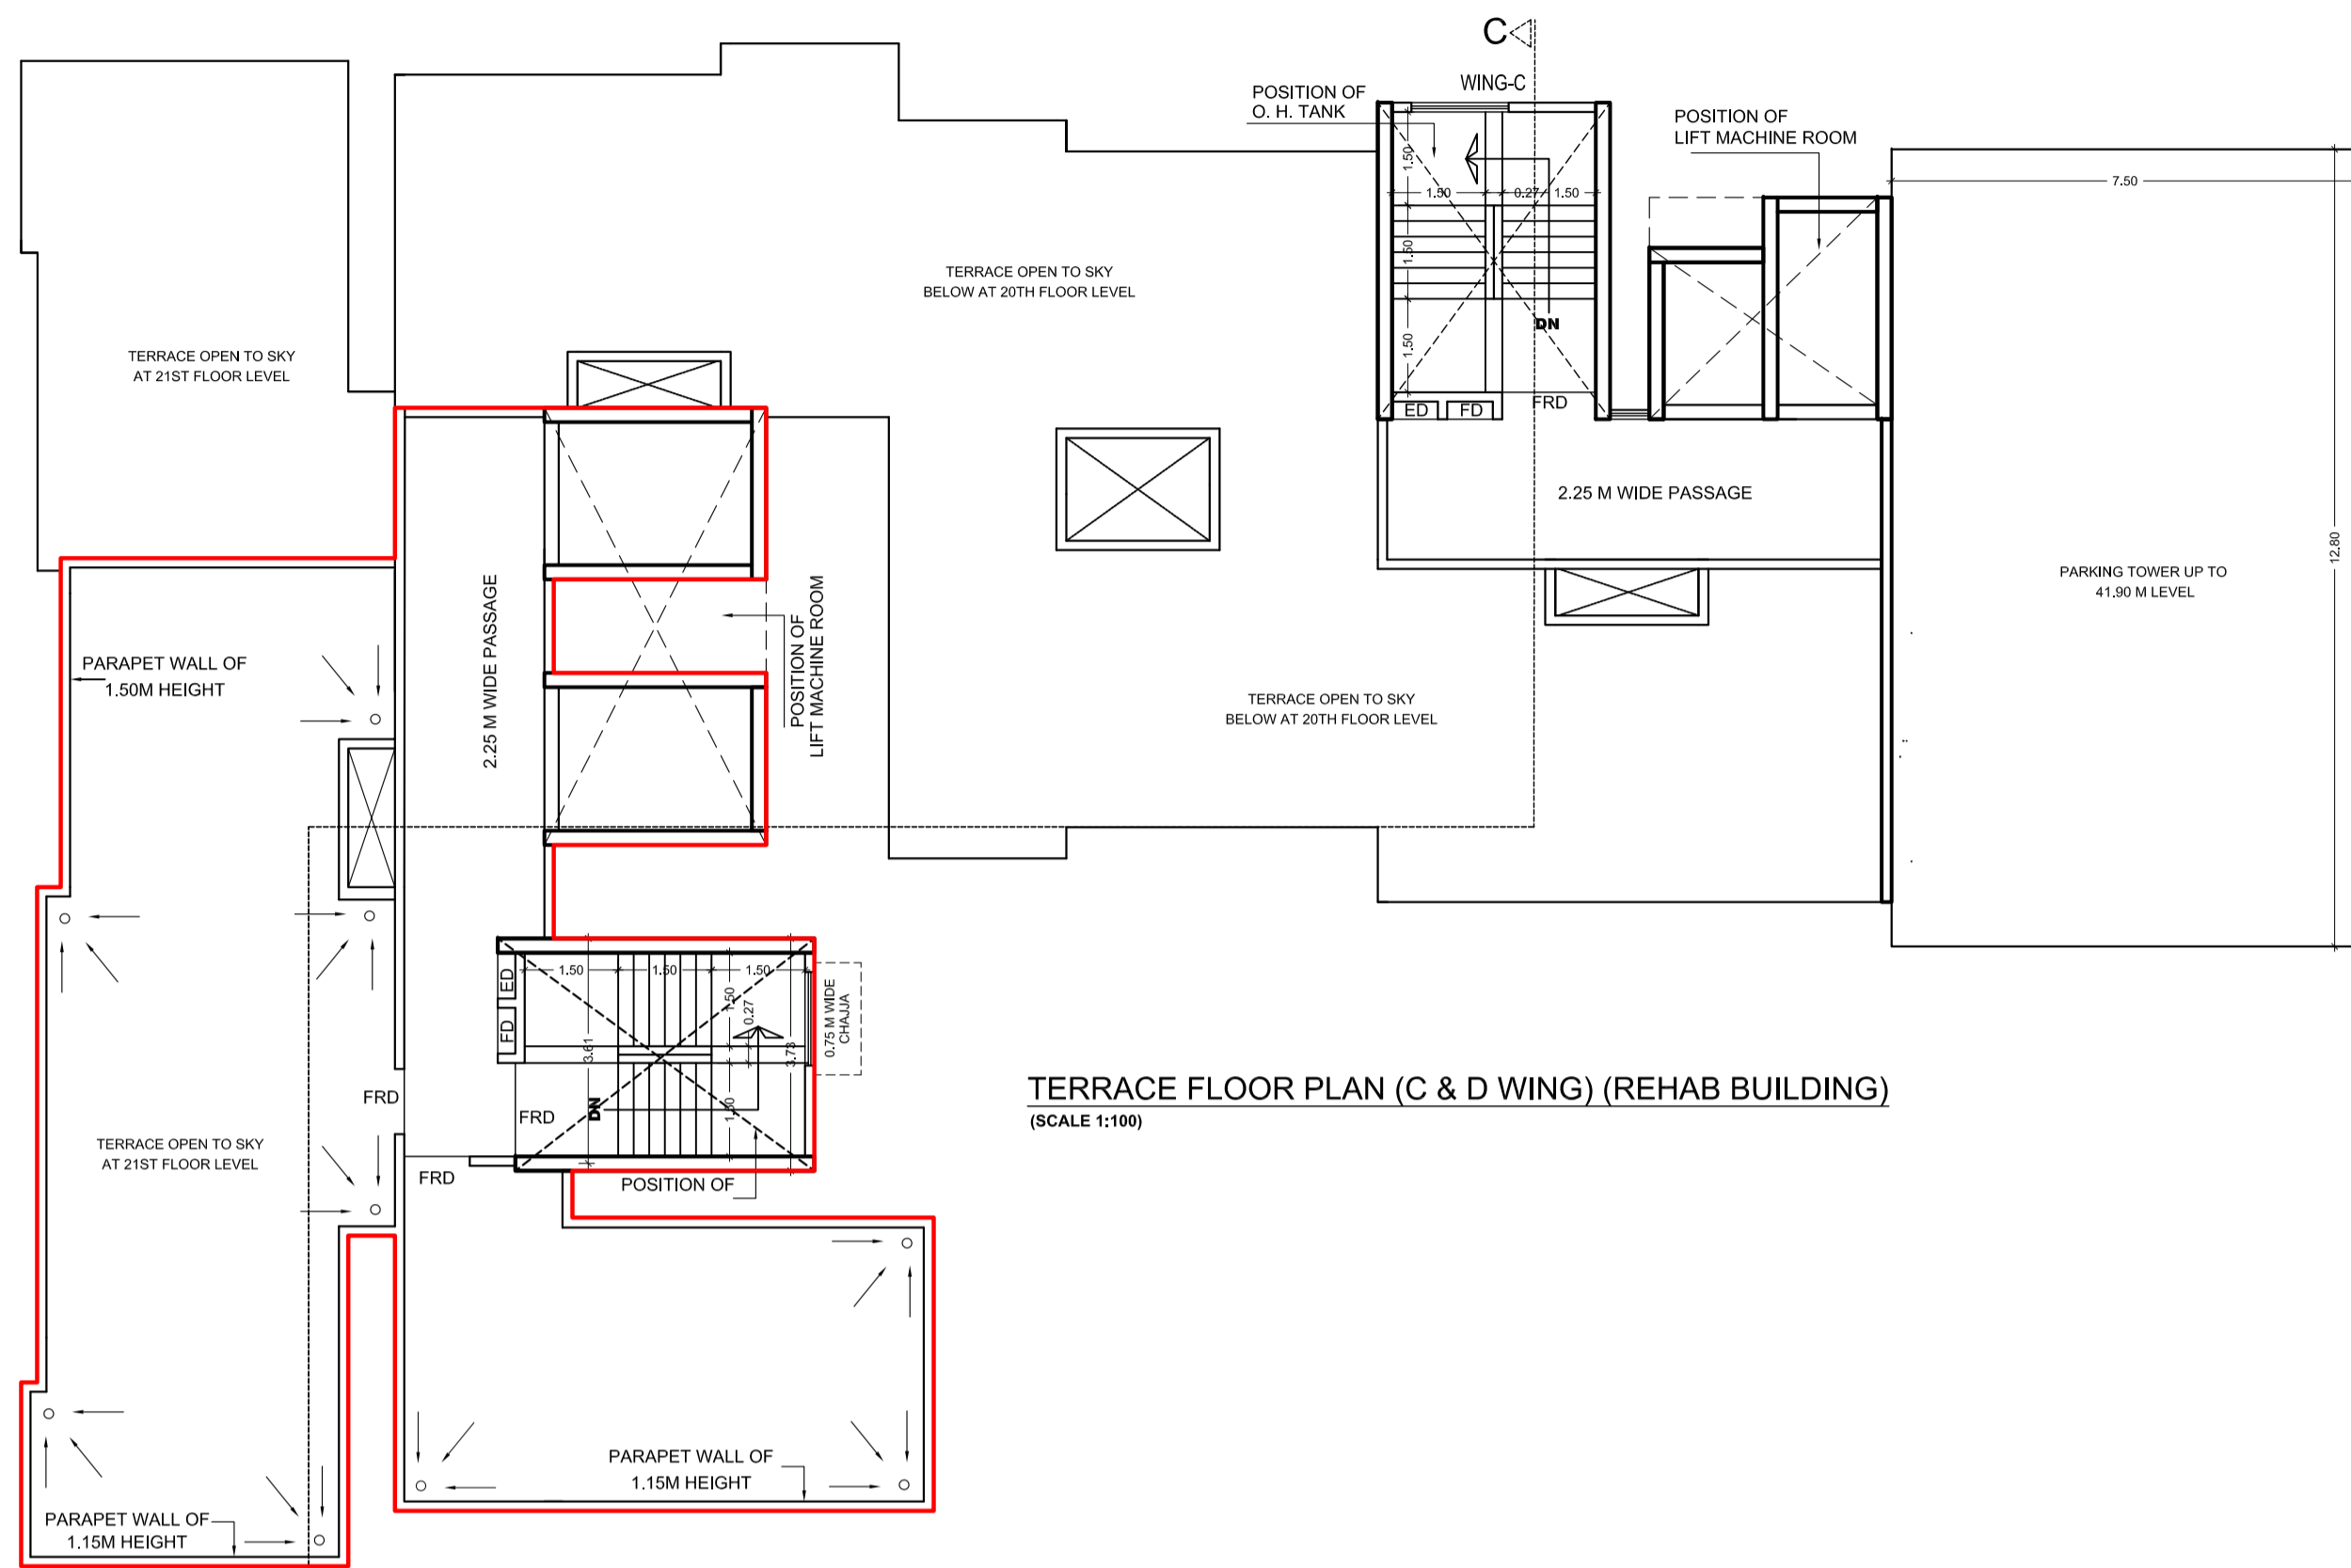 C
WING-C
POSITION OF
O. H. TANK
POSITION OF
LIFT MACHINE ROOM
1.50
1.50
0.27
1.50
1.50
1.50
DN
ED
FD
FRD
7.50
12.80
TERRACE OPEN TO SKY
BELOW AT 20TH FLOOR LEVEL
TERRACE OPEN TO SKY
AT 21ST FLOOR LEVEL
2.25 M WIDE PASSAGE
PARKING TOWER UP TO
41.90 M LEVEL
2.25 M WIDE PASSAGE
POSITION OF
LIFT MACHINE ROOM
PARAPET WALL OF
1.50M HEIGHT
TERRACE OPEN TO SKY
BELOW AT 20TH FLOOR LEVEL
ED
FD
1.50
1.50
1.50
1.50
0.27
3.61
3.73
1.50
0.75 M WIDE
CHAJJA
DN
FRD
FRD
FRD
POSITION OF
TERRACE OPEN TO SKY
AT 21ST FLOOR LEVEL
TERRACE FLOOR PLAN (C & D WING) (REHAB BUILDING)
(SCALE 1:100)
PARAPET WALL OF
1.15M HEIGHT
PARAPET WALL OF
1.15M HEIGHT